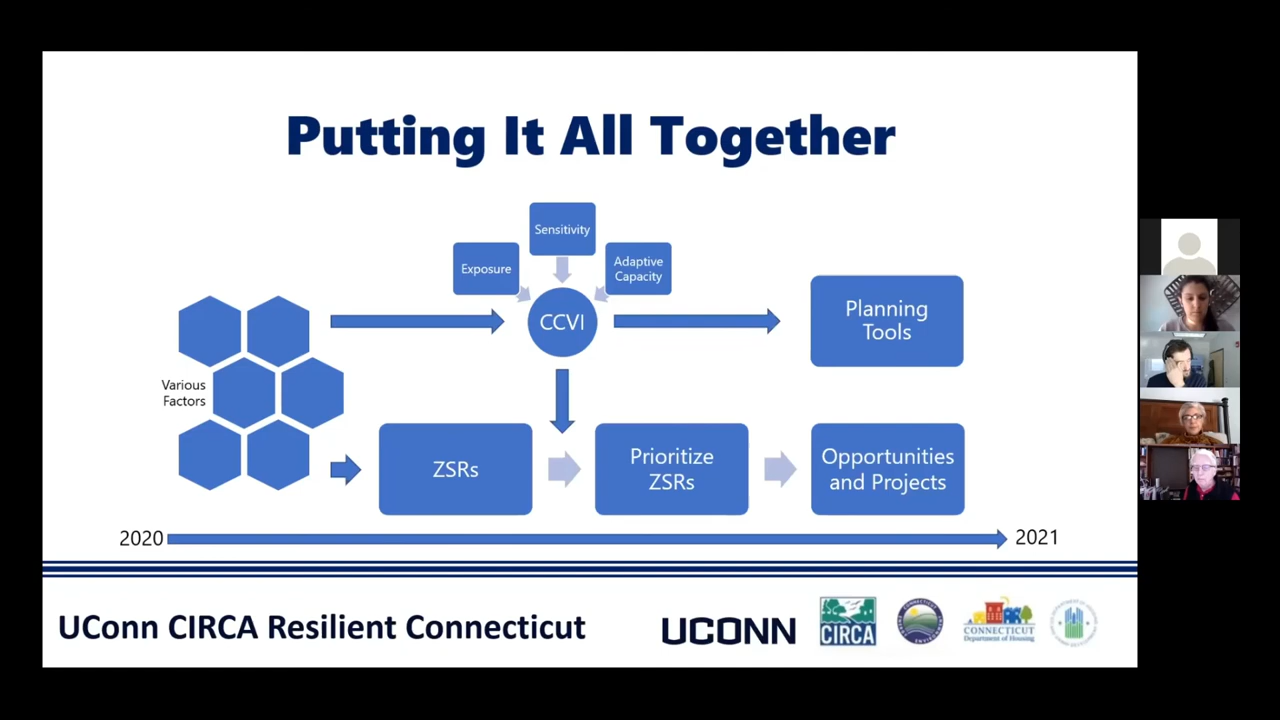 Putting It All Together
Sensitivity
Exposure
Adaptive
Capacity
CCVI
Planning
Tools
Various
Factors
ZSRs
Prioritize
ZSRs
Opportunities
and Projects
2020
2021
UConn CIRCA Resilient Connecticut
UCONN
CIRCA
CONNECTICUT
Department of Housing